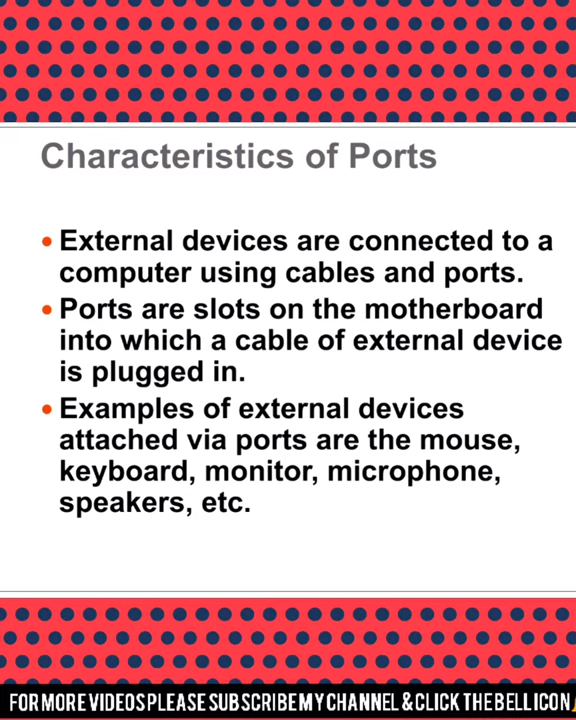 Characteristics of Ports
• External devices are connected to a
computer using cables and ports.
• Ports are slots on the motherboard
into which a cable of external device
is plugged in.
• Examples of external devices
attached via ports are the mouse,
keyboard, monitor, microphone,
speakers, etc.
FOR MORE VIDEOS PLEASE SUBSCRIBE MY CHANNEL & CLICK THE BELL ICON